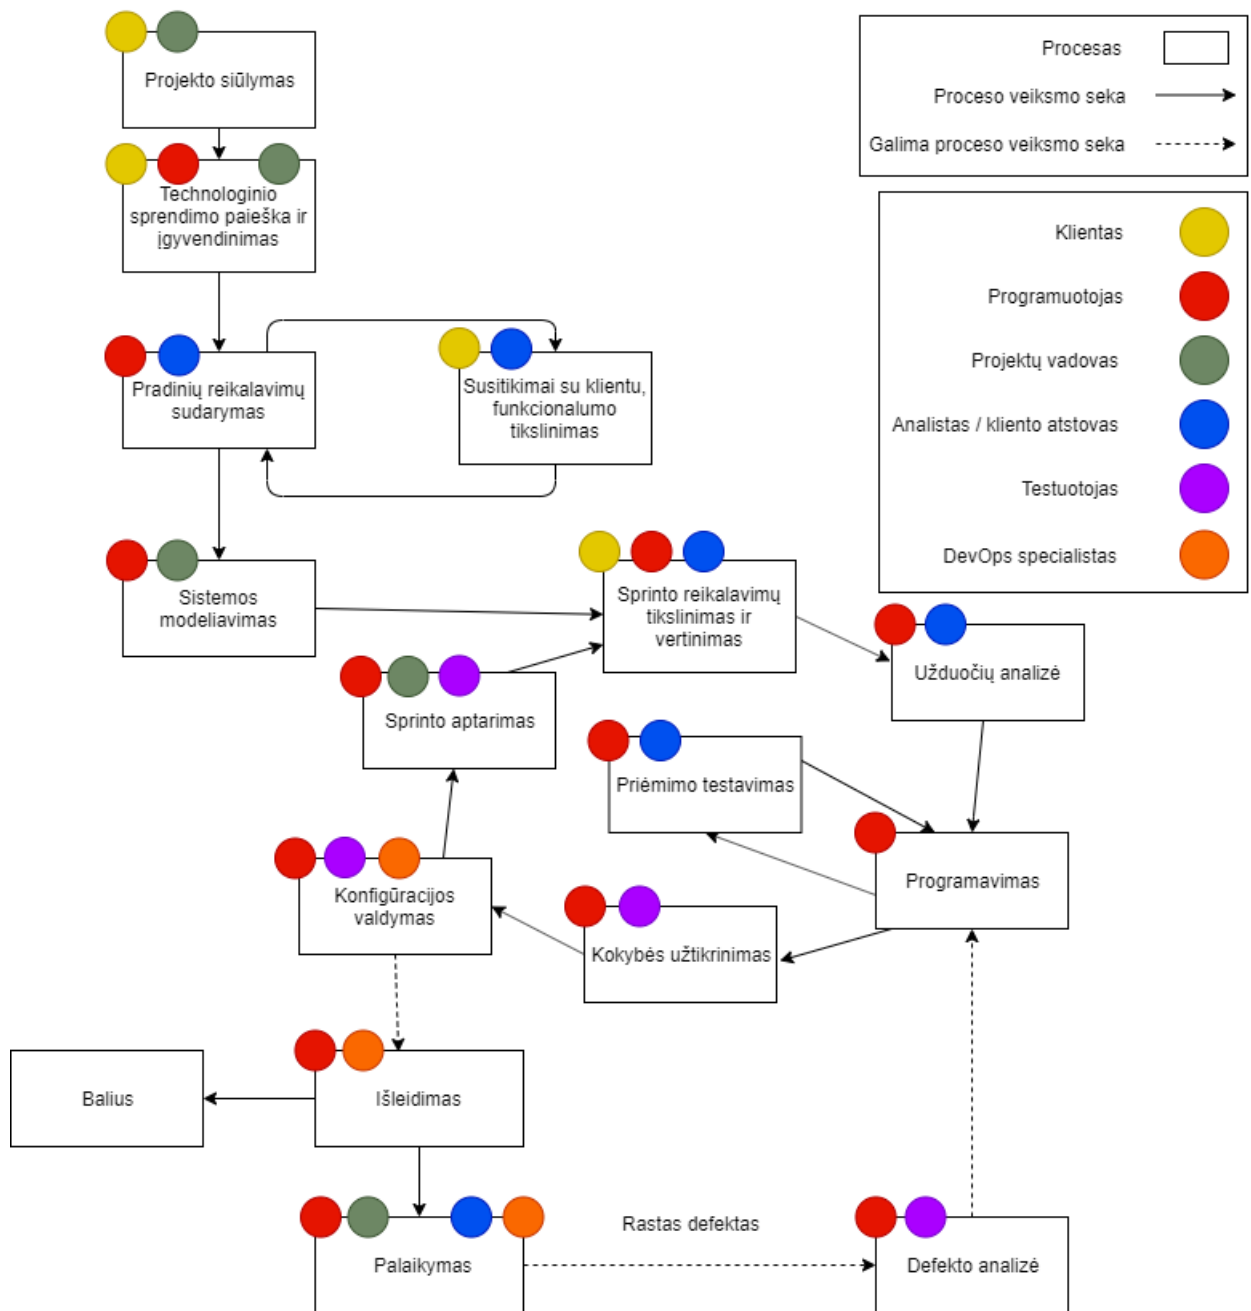 Projekto siūlymas
Procesas
Proceso veiksmo seka
Galima proceso veiksmo seka
Technologinio
sprendimo paieška ir
įgyvendinimas
Klientas
Programuotojas
Projektų vadovas
Analistas / kliento atstovas
Testuotojas
DevOps specialistas
Pradinių reikalavimų
sudarymas
Susitikimai su klientu,
funkcionalumo
tikslinimas
Sistemos
modeliavimas
Sprinto reikalavimų
tikslinimas ir
vertinimas
Užduočių analizė
Sprinto aptarimas
Priėmimo testavimas
Programavimas
Konfigūracijos
valdymas
Kokybės užtikrinimas
Balius
Išleidimas
Palaikymas
Rastas defektas
Defekto analizė